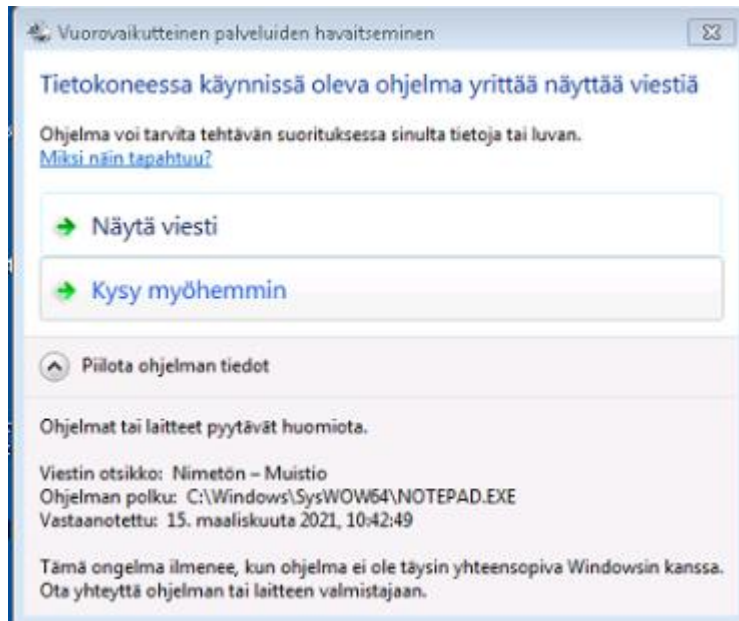 Vuorovaikutteinen palveluiden havaitseminen
Tietokoneessa käynnissä oleva ohjelma yrittää näyttää viestiä
Ohjelma voi tarvita tehtävän suorituksessa sinulta tietoja tai luvan.
Miksi näin tapahtuu?
Näytä viesti
Kysy myöhemmin
Piilota ohjelman tiedot
Ohjelmat tai laitteet pyytävät huomiota.
Viestin otsikko: Nimetön – Muistio
Ohjelman polku: C:\Windows\SysWOW64\NOTEPAD.EXE
Vastaanotettu: 15. maaliskuuta 2021, 10:42:49
Tämä ongelma ilmenee, kun ohjelma ei ole täysin yhteensopiva Windowsin kanssa.
Ota yhteyttä ohjelman tai laitteen valmistajaan.